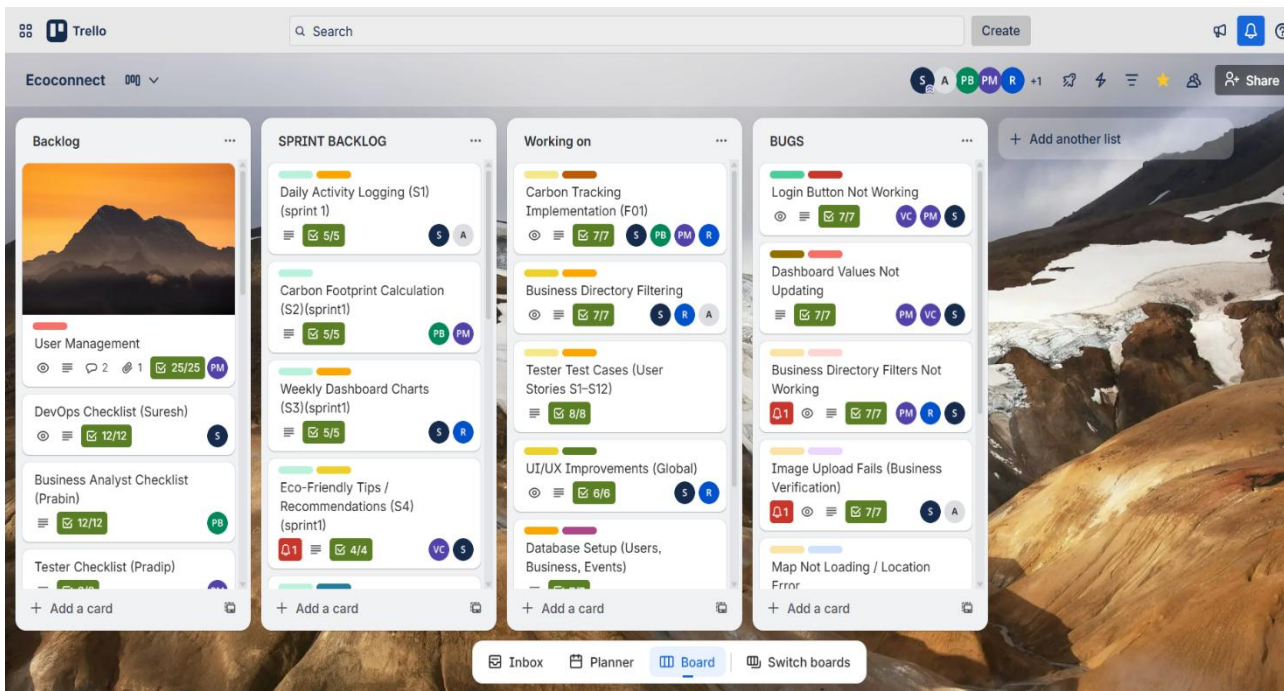 Trello
Search
Create
Ecoconnect
S A PB PM R +1
Share
Backlog
User Management
2 1 25/25 PM
DevOps Checklist (Suresh)
12/12 S
Business Analyst Checklist
(Prabin)
12/12 PB
Tester Checklist (Pradip)
+ Add a card
SPRINT BACKLOG
Daily Activity Logging (S1)
(sprint 1)
5/5 S A
Carbon Footprint Calculation
(S2)(sprint1)
5/5 PB PM
Weekly Dashboard Charts
(S3)(sprint1)
5/5 S R
Eco-Friendly Tips /
Recommendations (S4)
(sprint1)
1 4/4 VC S
+ Add a card
Working on
Carbon Tracking
Implementation (F01)
7/7 S PB PM R
Business Directory Filtering
7/7 S R A
Tester Test Cases (User
Stories S1–S12)
8/8
UI/UX Improvements (Global)
6/6 S R
Database Setup (Users,
Business, Events)
+ Add a card
BUGS
Login Button Not Working
7/7 VC PM S
Dashboard Values Not
Updating
7/7 PM VC S
Business Directory Filters Not
Working
1 7/7 PM R S
Image Upload Fails (Business
Verification)
1 7/7 S A
Map Not Loading / Location
Error
+ Add a card
+ Add another list
Inbox Planner Board Switch boards